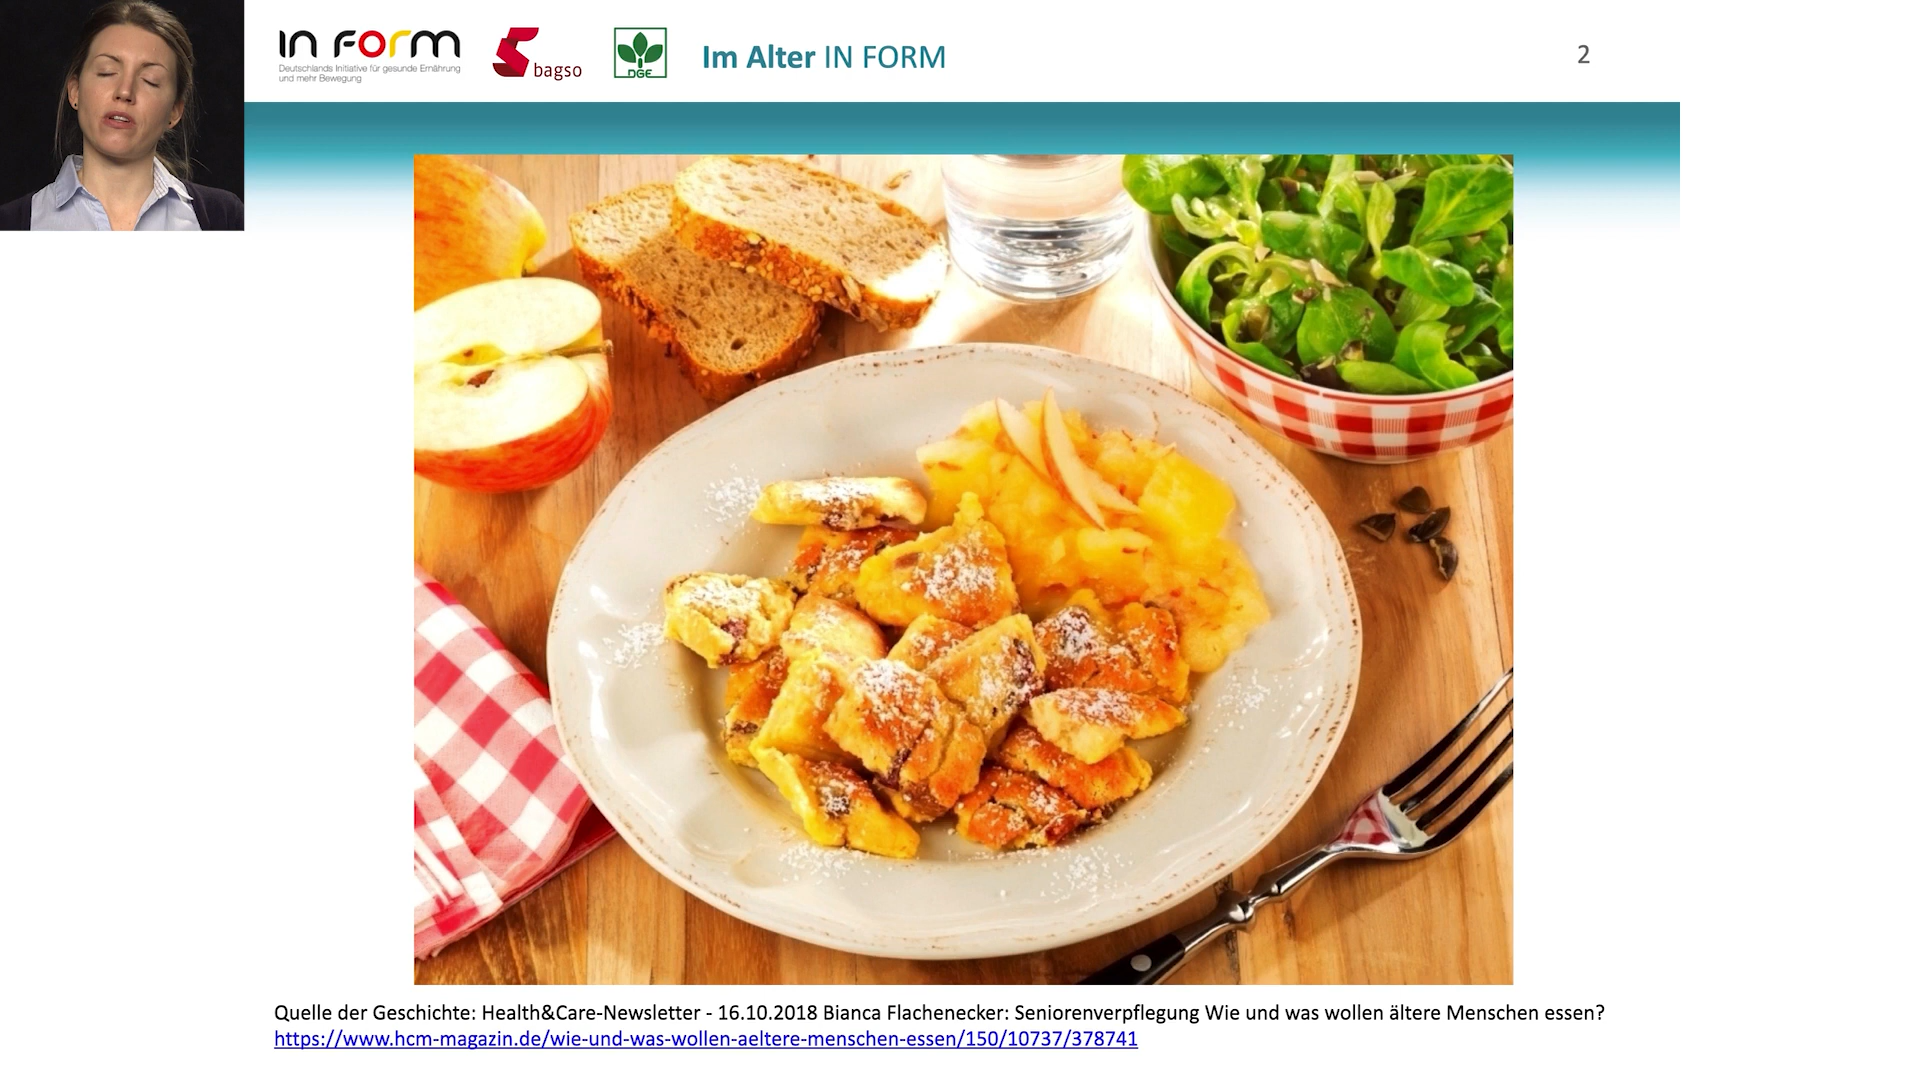 IN FORM
Deutschlands Initiative für gesunde Ernährung
und mehr Bewegung
bagso
DGE
Im Alter IN FORM
2
Quelle der Geschichte: Health&Care-Newsletter - 16.10.2018 Bianca Flachenecker: Seniorenverpflegung Wie und was wollen ältere Menschen essen?
https://www.hcm-magazin.de/wie-und-was-wollen-aeltere-menschen-essen/150/10737/378741